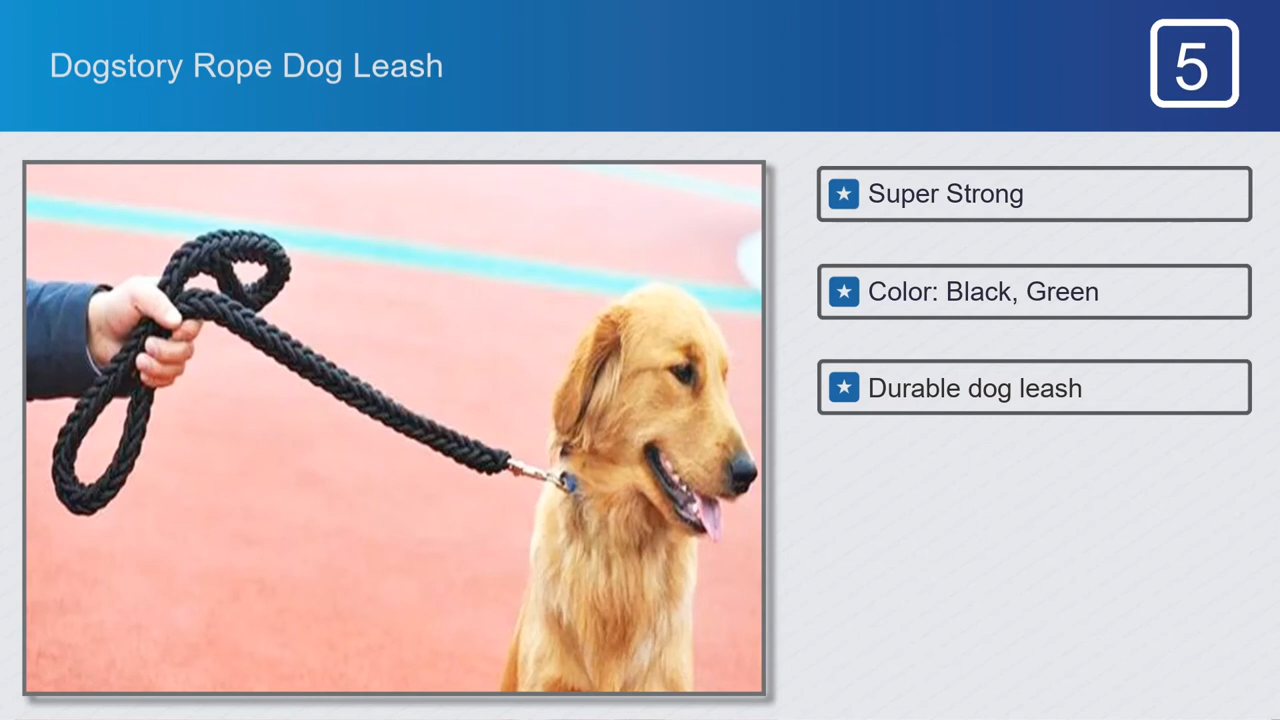 Dogstory Rope Dog Leash
5
Super Strong
Color: Black, Green
Durable dog leash